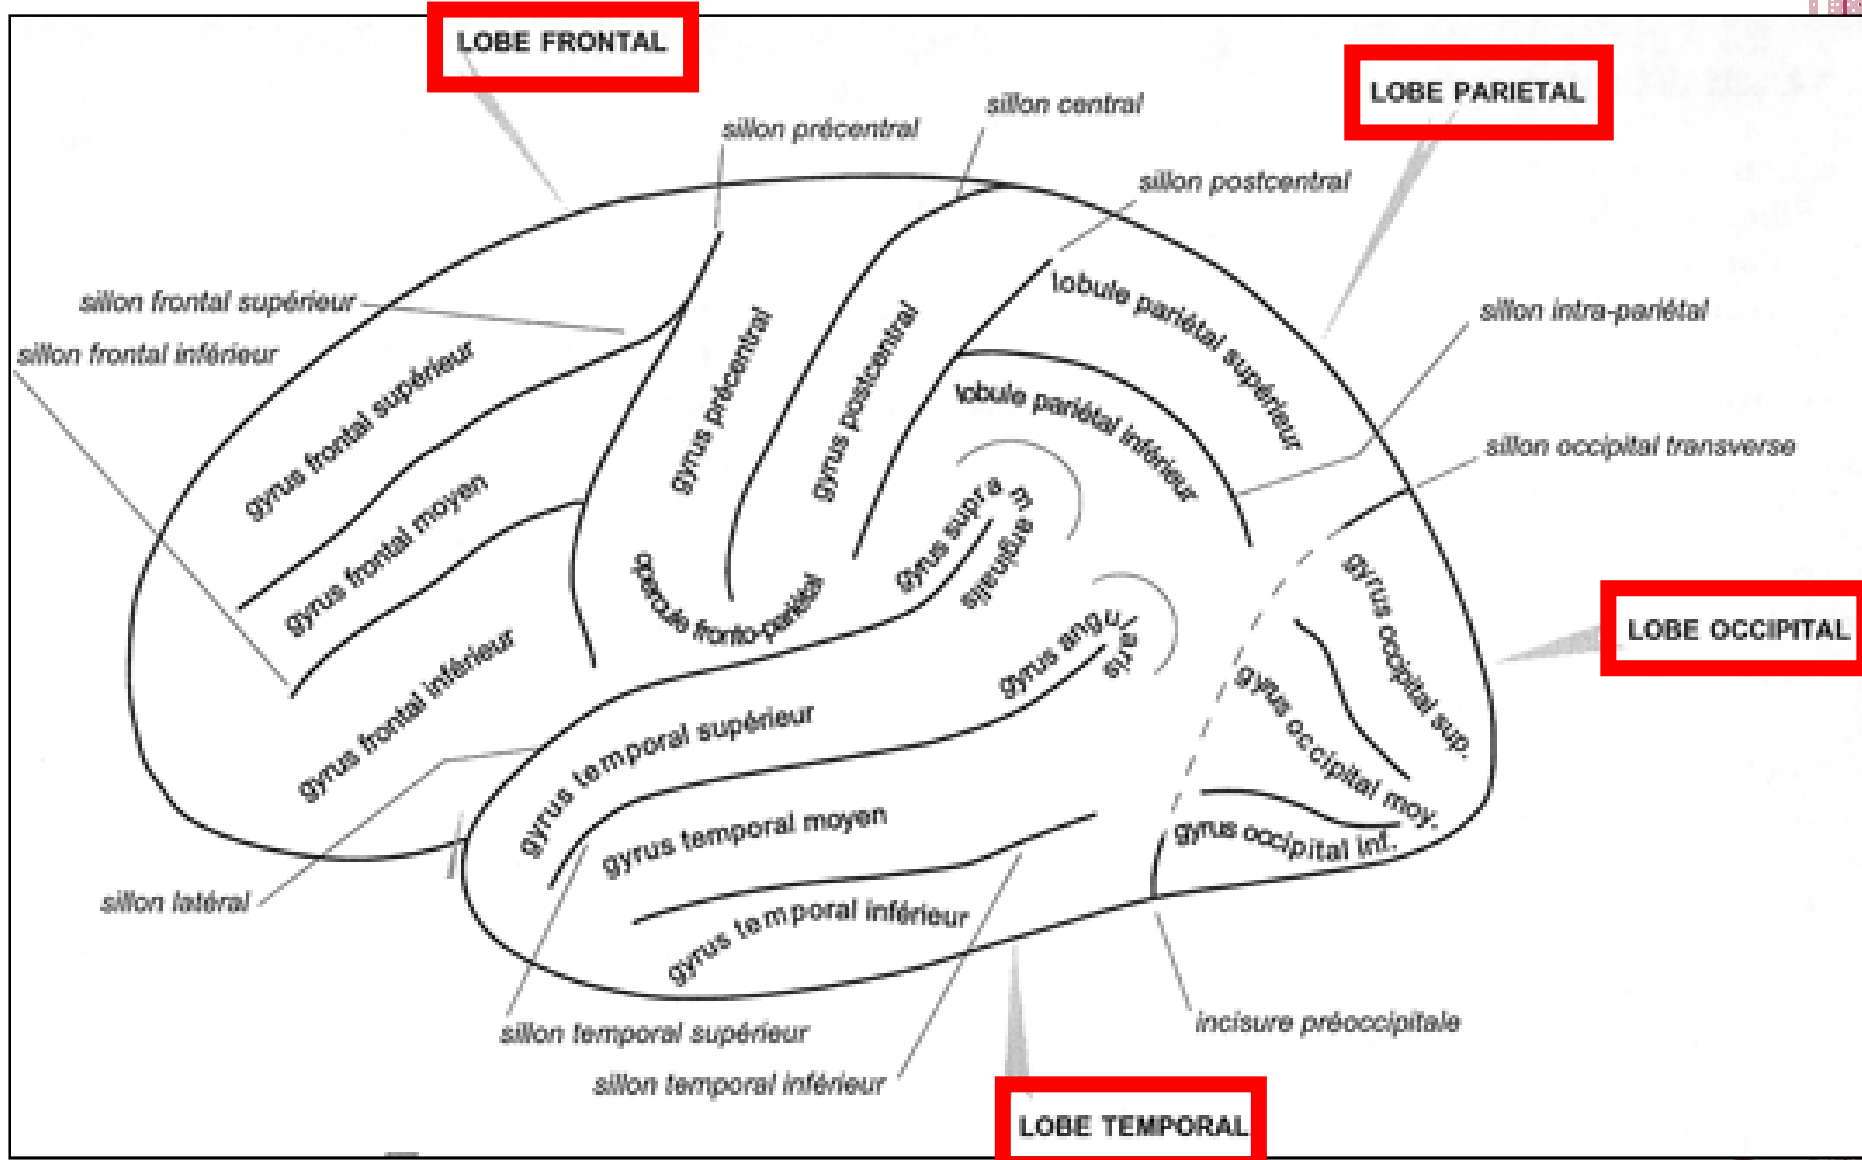 LOBE FRONTAL
LOBE PARIETAL
sillon central
sillon précentral
sillon postcentral
sillon frontal supérieur
sillon intra-pariétal
sillon frontal inférieur
sillon occipital transverse
lobule pariétal supérieur
lobule pariétal inférieur
gyrus frontal supérieur
gyrus précentral
gyrus postcentral
gyrus frontal moyen
gyrus supra marginalis
opercule fronto-pariétal
gyrus angularis
gyrus occipital sup.
LOBE OCCIPITAL
gyrus frontal inférieur
gyrus occipital moy.
gyrus temporal supérieur
gyrus temporal moyen
gyrus occipital inf.
sillon latéral
gyrus temporal inférieur
sillon temporal supérieur
incisure préoccipitale
sillon temporal inférieur
LOBE TEMPORAL